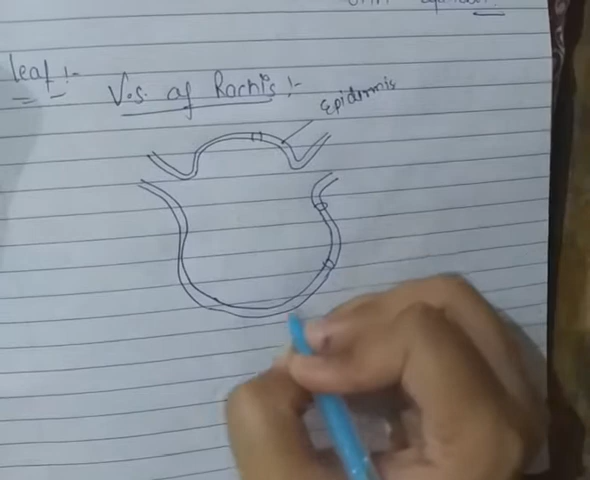 leaf :-
V.S. of Rachis :-
Epidermis